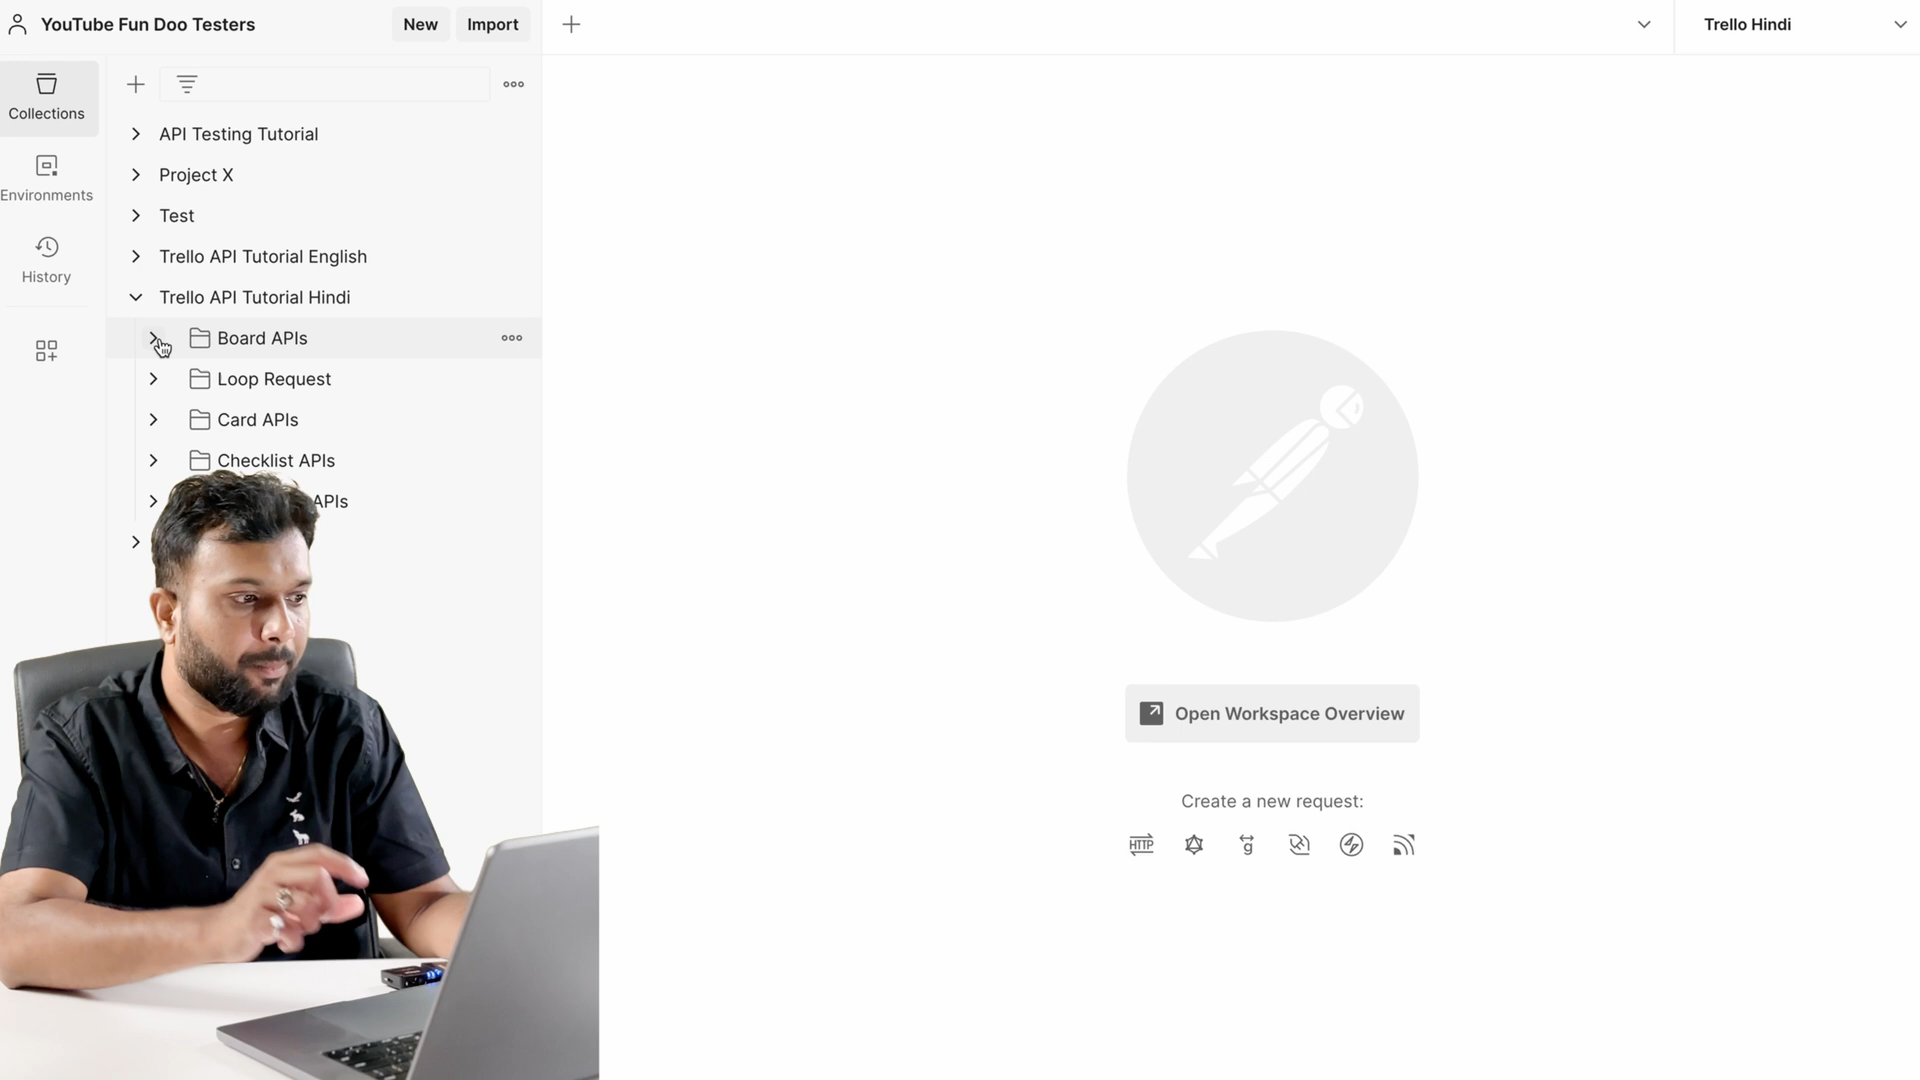 YouTube Fun Doo Testers
New
Import
Trello Hindi
Collections
Environments
History
API Testing Tutorial
Project X
Test
Trello API Tutorial English
Trello API Tutorial Hindi
Board APIs
Loop Request
Card APIs
Checklist APIs
APIs
Open Workspace Overview
Create a new request:
HTTP
g